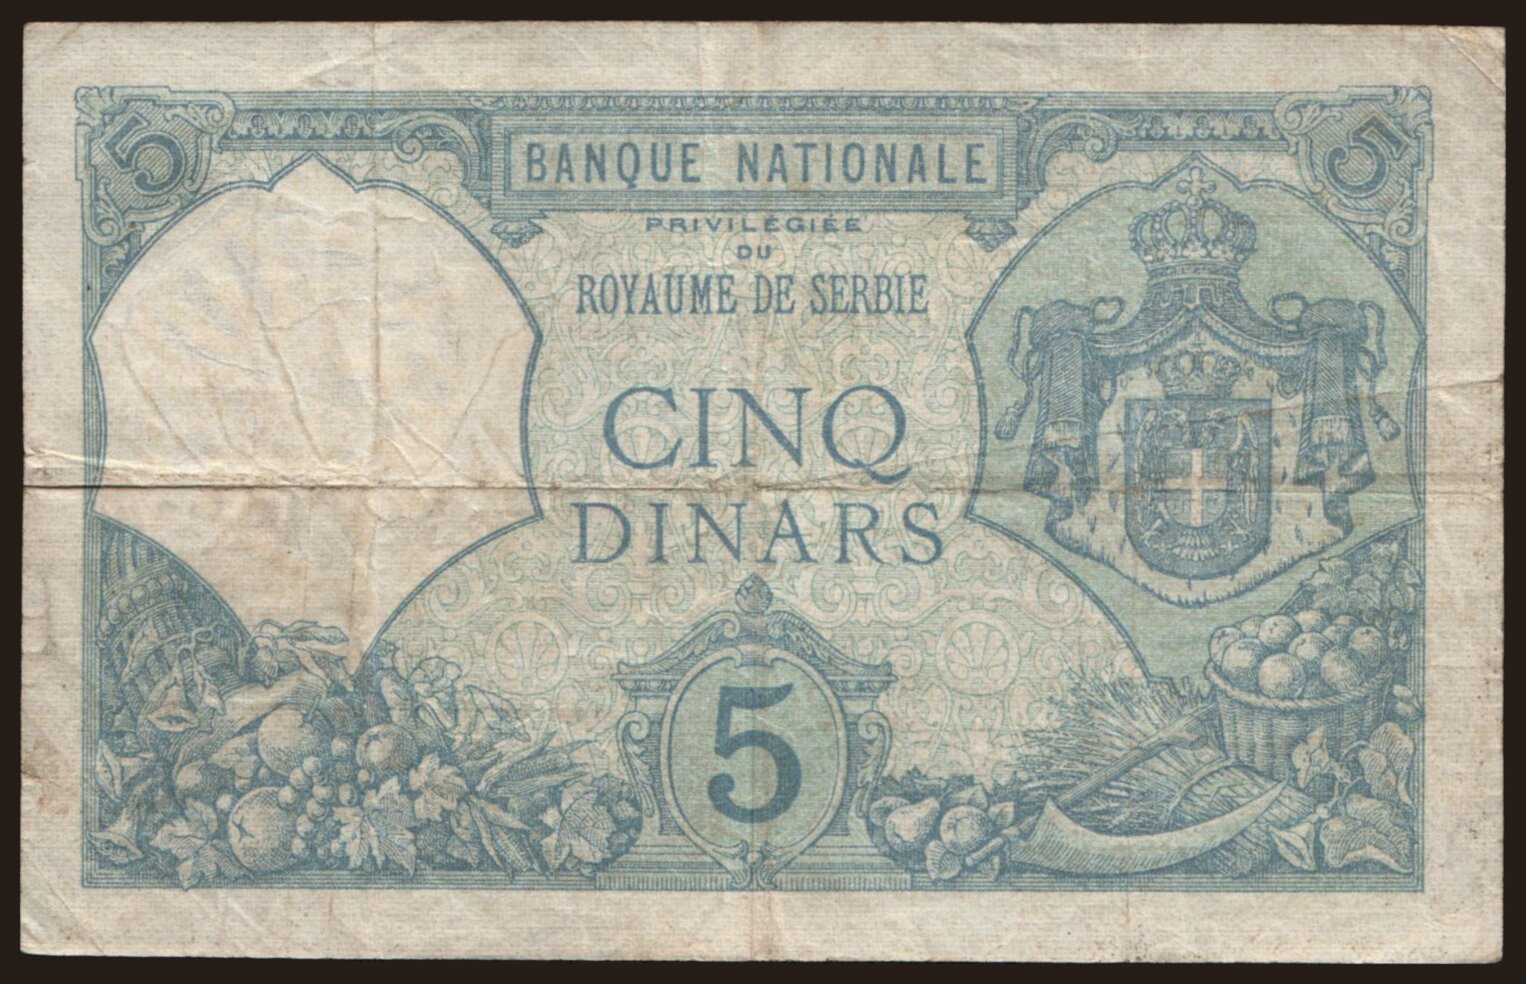 5 5
BANQUE NATIONALE
PRIVILÉGIÉE
DU
ROYAUME DE SERBIE
CINQ
DINARS
5